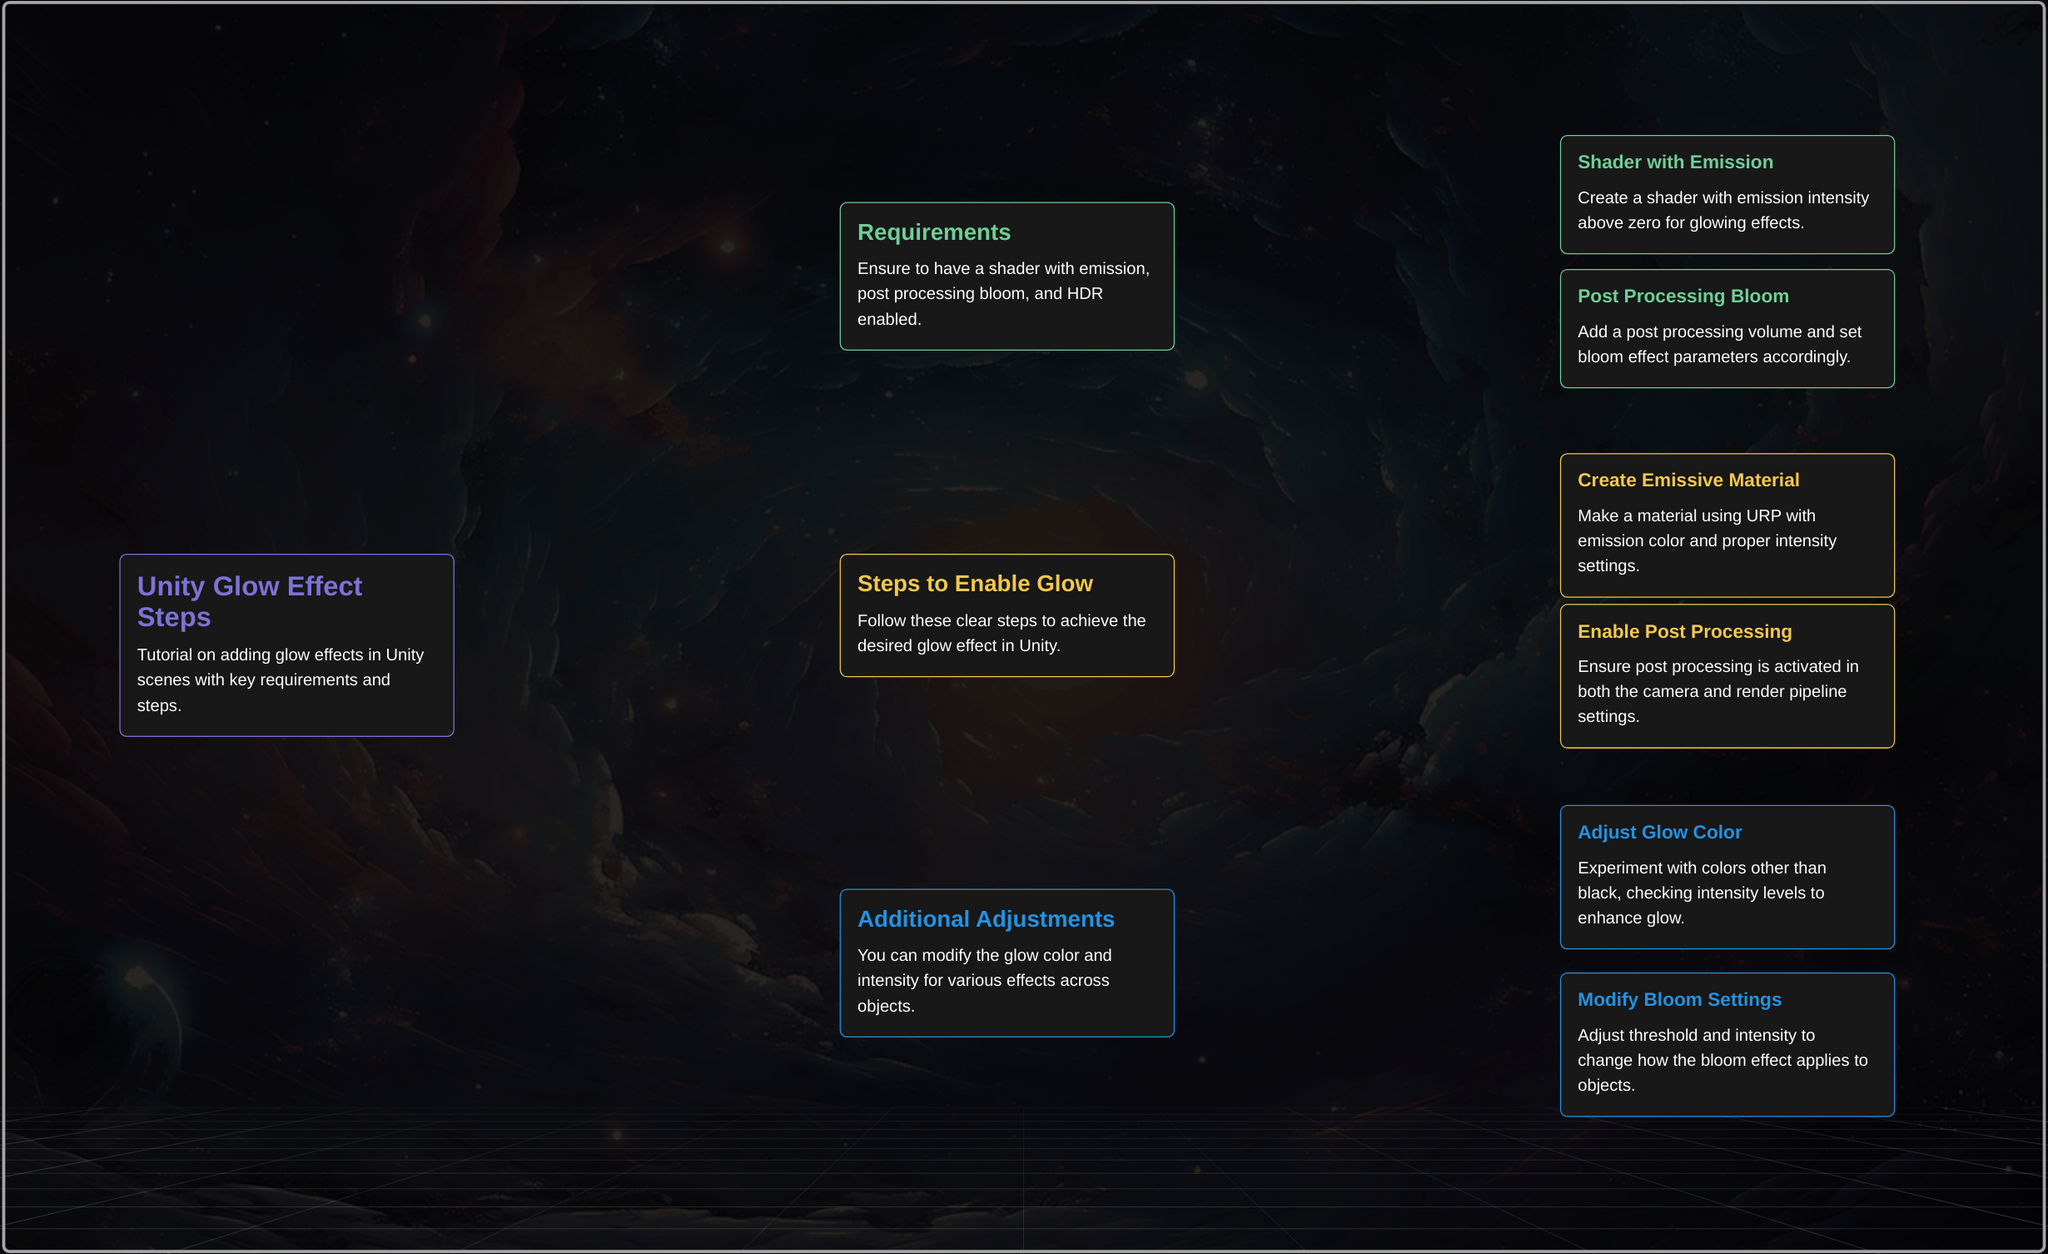 Unity Glow Effect
Steps
Tutorial on adding glow effects in Unity
scenes with key requirements and
steps.
Requirements
Ensure to have a shader with emission,
post processing bloom, and HDR
enabled.
Shader with Emission
Create a shader with emission intensity
above zero for glowing effects.
Post Processing Bloom
Add a post processing volume and set
bloom effect parameters accordingly.
Steps to Enable Glow
Follow these clear steps to achieve the
desired glow effect in Unity.
Create Emissive Material
Make a material using URP with
emission color and proper intensity
settings.
Enable Post Processing
Ensure post processing is activated in
both the camera and render pipeline
settings.
Additional Adjustments
You can modify the glow color and
intensity for various effects across
objects.
Adjust Glow Color
Experiment with colors other than
black, checking intensity levels to
enhance glow.
Modify Bloom Settings
Adjust threshold and intensity to
change how the bloom effect applies to
objects.